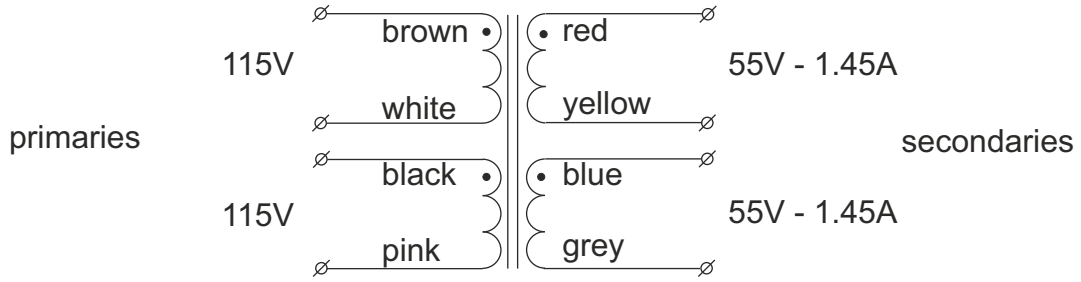 brown
red
115V
55V - 1.45A
white
yellow
primaries
secondaries
black
blue
115V
55V - 1.45A
pink
grey